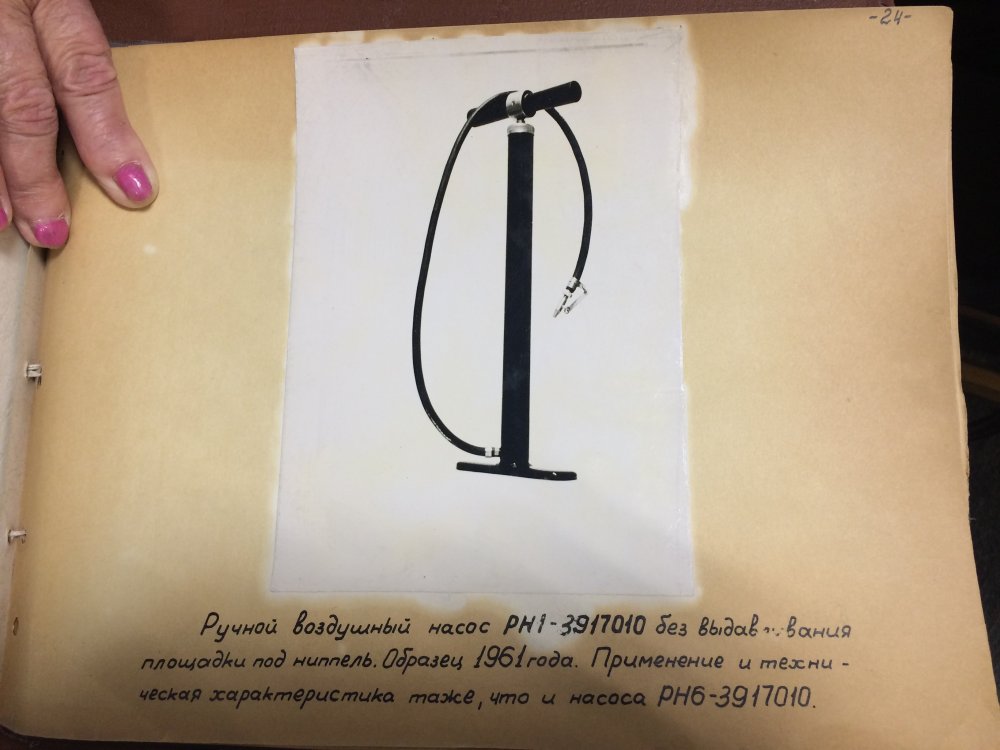 -24-
Ручной воздушный насос РН1-3917010 без
площадки под ниппель. Образец 1961 года. Применение и техни-
ческая характеристика таже, что и насоса РН6-3917010.